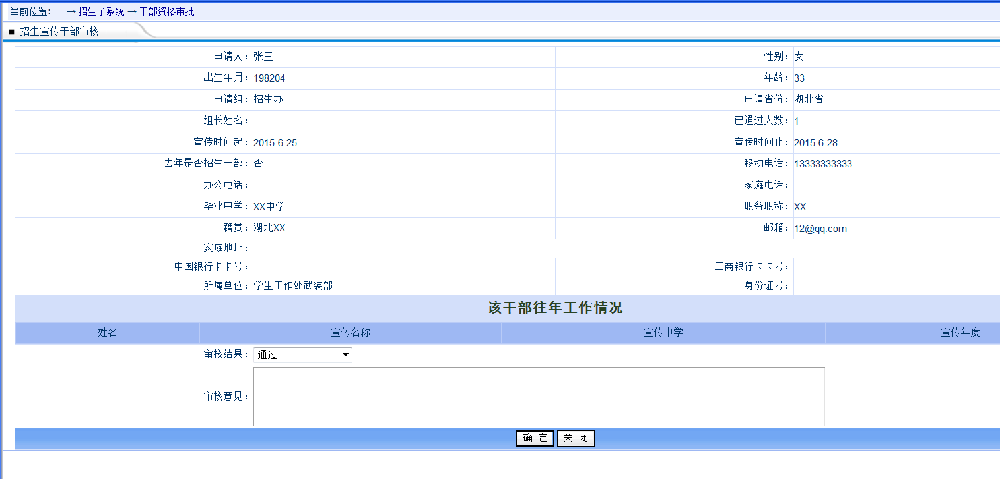 当前位置： →招生子系统→干部资格审批
■ 招生宣传干部审核
申请人：张三 性别：女
出生年月：198204 年龄：33
申请组：招生办 申请省份：湖北省
组长姓名： 已通过人数：1
宣传时间起：2015-6-25 宣传时间止：2015-6-28
去年是否招生干部：否 移动电话：13333333333
办公电话： 家庭电话：
毕业中学：XX中学 职务职称：XX
籍贯：湖北XX 邮箱：12@qq.com
家庭地址：
中国银行卡卡号： 工商银行卡卡号：
所属单位：学生工作处武装部 身份证号：
该干部往年工作情况
姓名 宣传名称 宣传中学 宣传年度
审核结果：通过
审核意见：
确 定 关 闭